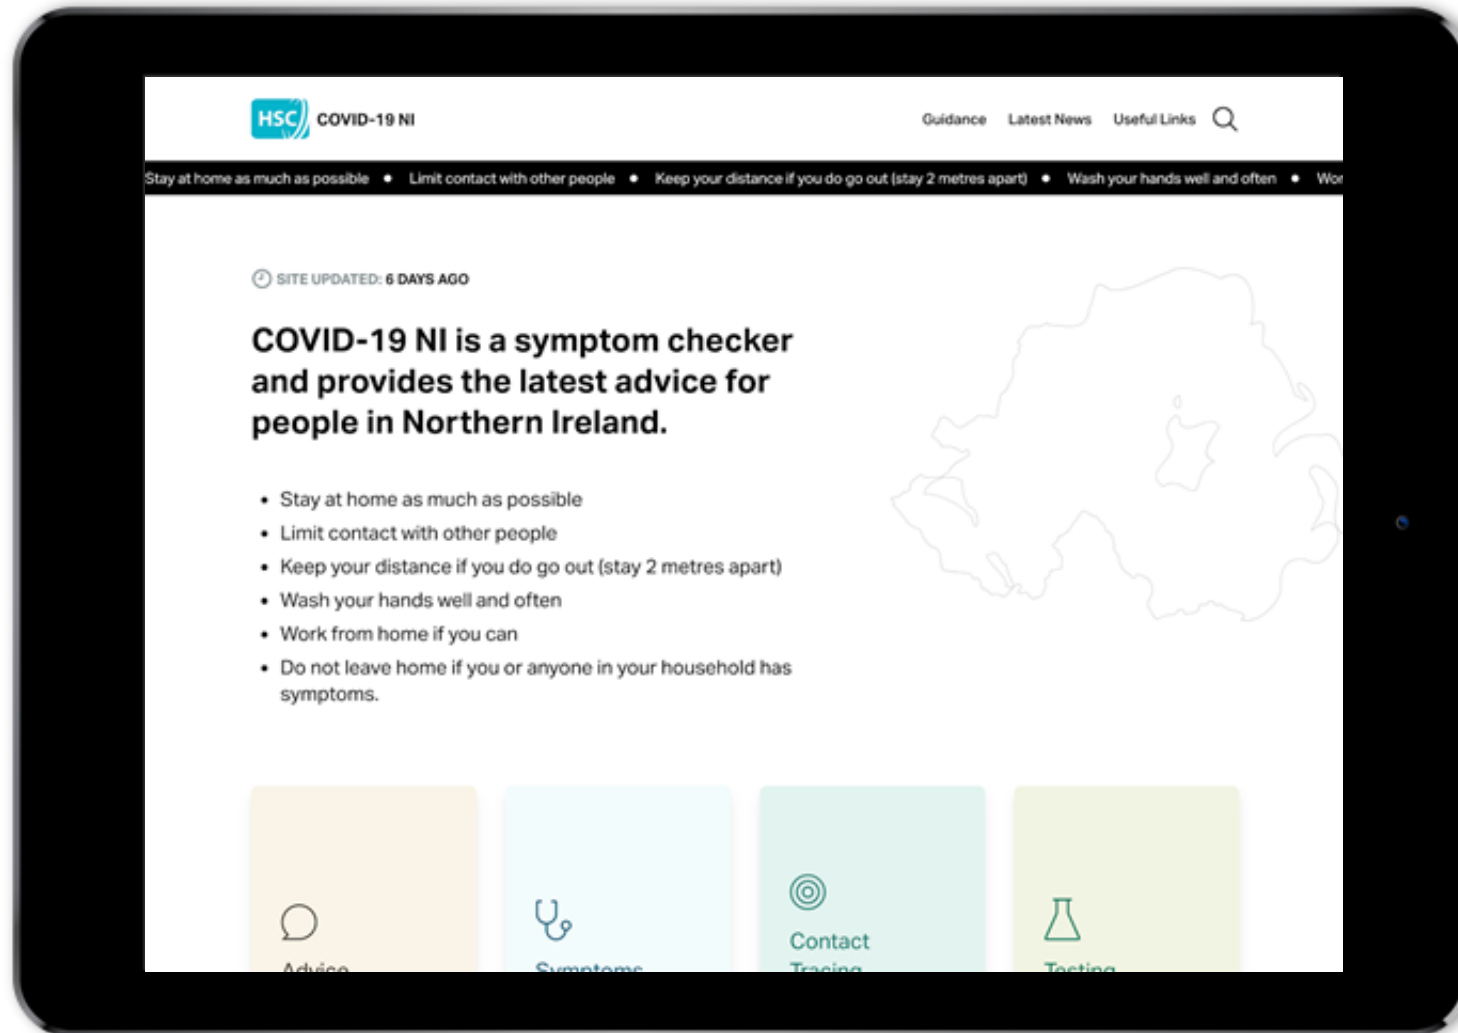 HSC COVID-19 NI
Guidance Latest News Useful Links
Stay at home as much as possible • Limit contact with other people • Keep your distance if you do go out (stay 2 metres apart) • Wash your hands well and often • Wor
SITE UPDATED: 6 DAYS AGO
COVID-19 NI is a symptom checker
and provides the latest advice for
people in Northern Ireland.
• Stay at home as much as possible
• Limit contact with other people
• Keep your distance if you do go out (stay 2 metres apart)
• Wash your hands well and often
• Work from home if you can
• Do not leave home if you or anyone in your household has
symptoms.
Advice
Symptoms
Contact
Tracing
Testing